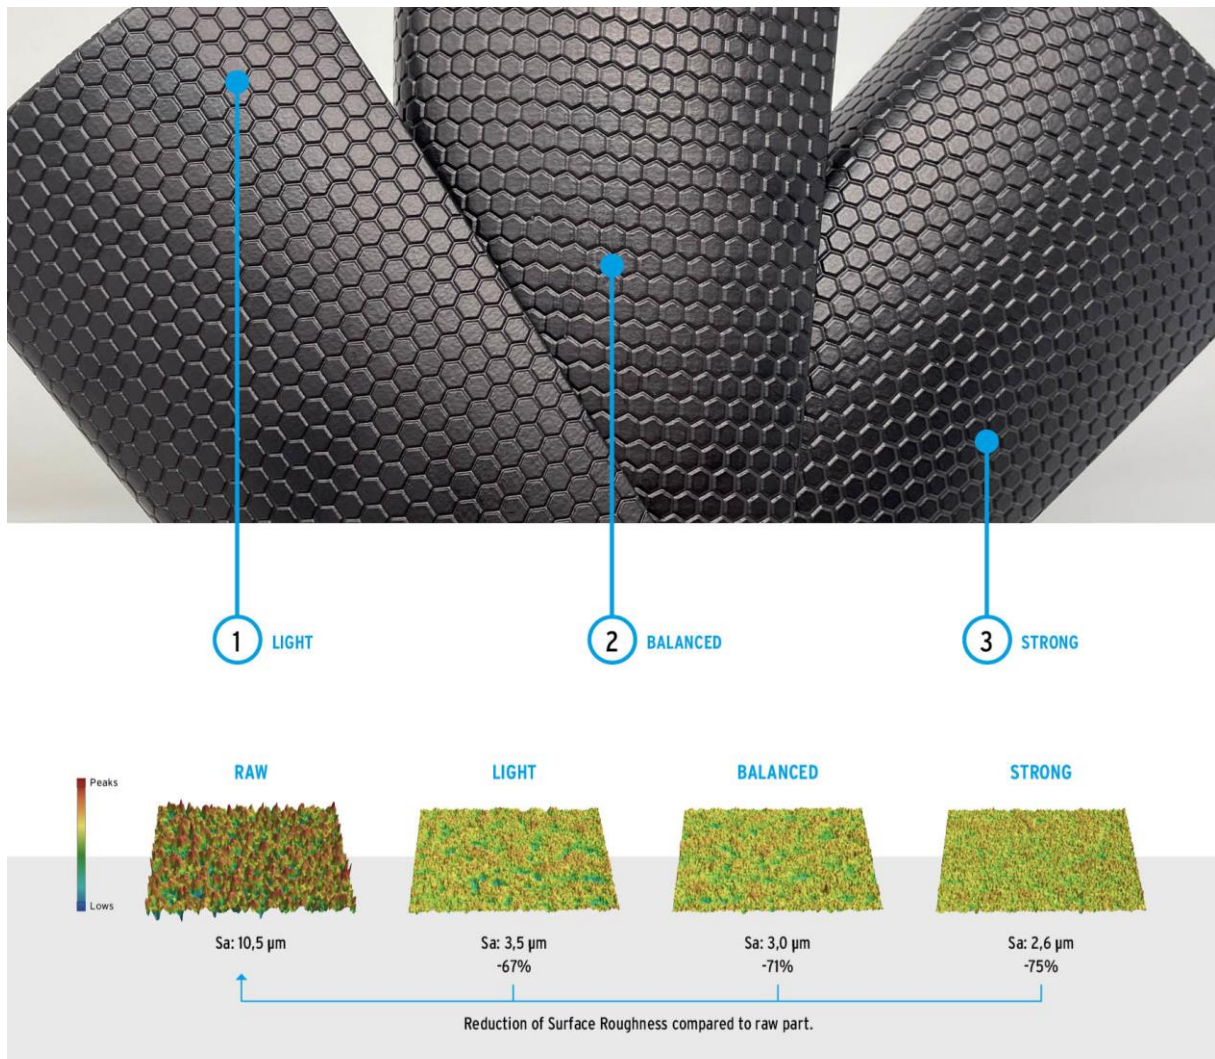 1 LIGHT
2 BALANCED
3 STRONG
RAW
LIGHT
BALANCED
STRONG
Peaks
Lows
Sa: 10,5 µm
Sa: 3,5 µm
-67%
Sa: 3,0 µm
-71%
Sa: 2,6 µm
-75%
Reduction of Surface Roughness compared to raw part.